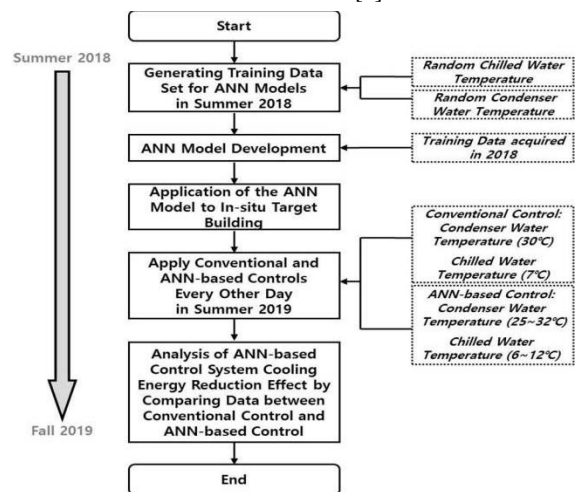 Start
Summer 2018
Generating Training Data
Set for ANN Models
in Summer 2018
Random Chilled Water
Temperature
Random Condenser
Water Temperature
ANN Model Development
Training Data acquired
in 2018
Application of the ANN
Model to In-situ Target
Building
Apply Conventional and
ANN-based Controls
Every Other Day
in Summer 2019
Conventional Control:
Condenser Water
Temperature (30℃)
Chilled Water
Temperature (7℃)
ANN-based Control:
Condenser Water
Temperature (25~32℃)
Chilled Water
Temperature (6~12℃)
Analysis of ANN-based
Control System Cooling
Energy Reduction Effect by
Comparing Data between
Conventional Control and
ANN-based Control
Fall 2019
End